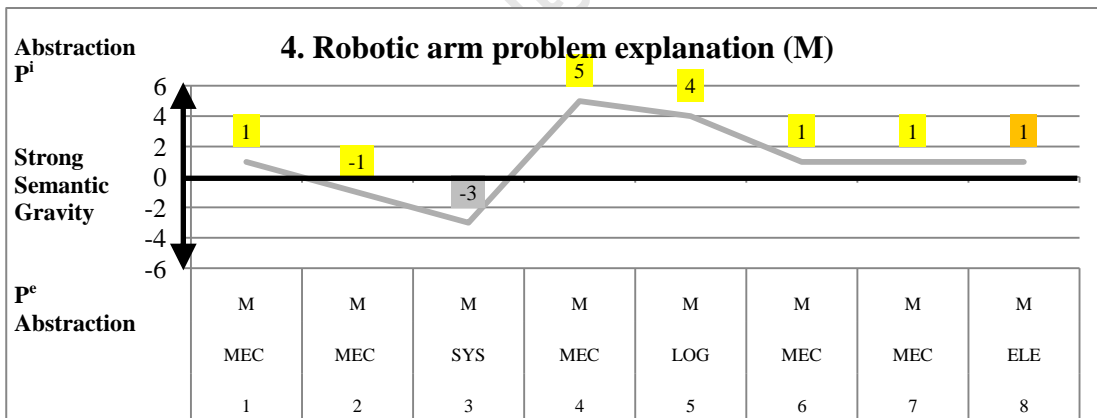 4. Robotic arm problem explanation (M)
Abstraction
Pi
Strong
Semantic
Gravity
Pe
Abstraction
6
4
2
0
-2
-4
-6
1
-1
-3
5
4
1
1
1
M M M M M M M M
MEC MEC SYS MEC LOG MEC MEC ELE
1 2 3 4 5 6 7 8